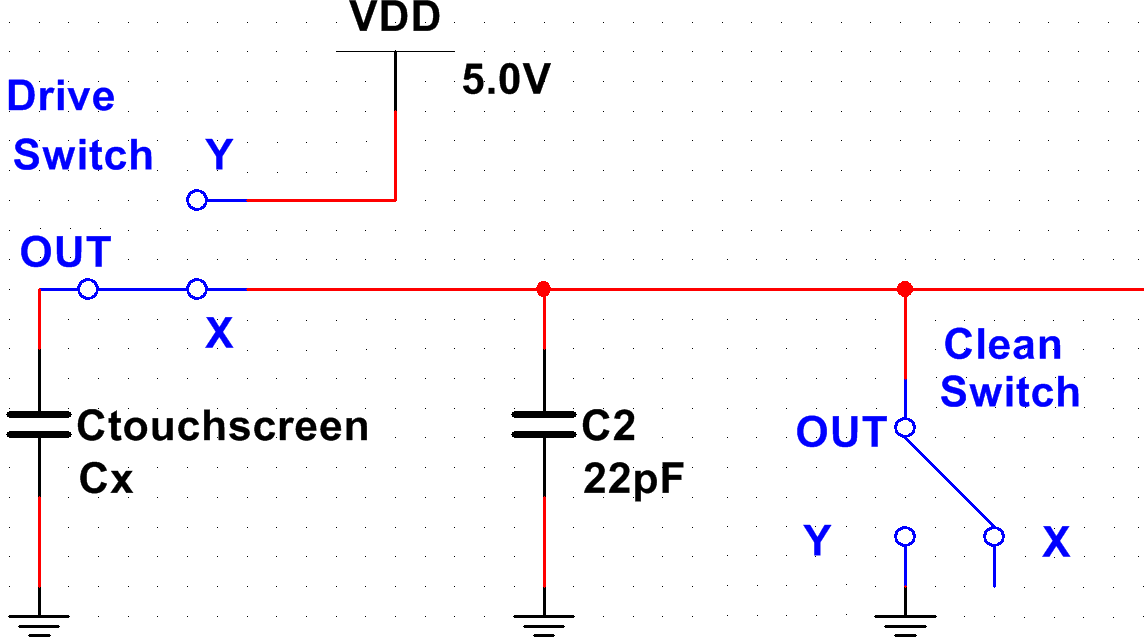 VDD
5.0V
Drive
Switch
Y
OUT
X
Ctouchscreen
Cx
C2
22pF
Clean
Switch
OUT
Y
X